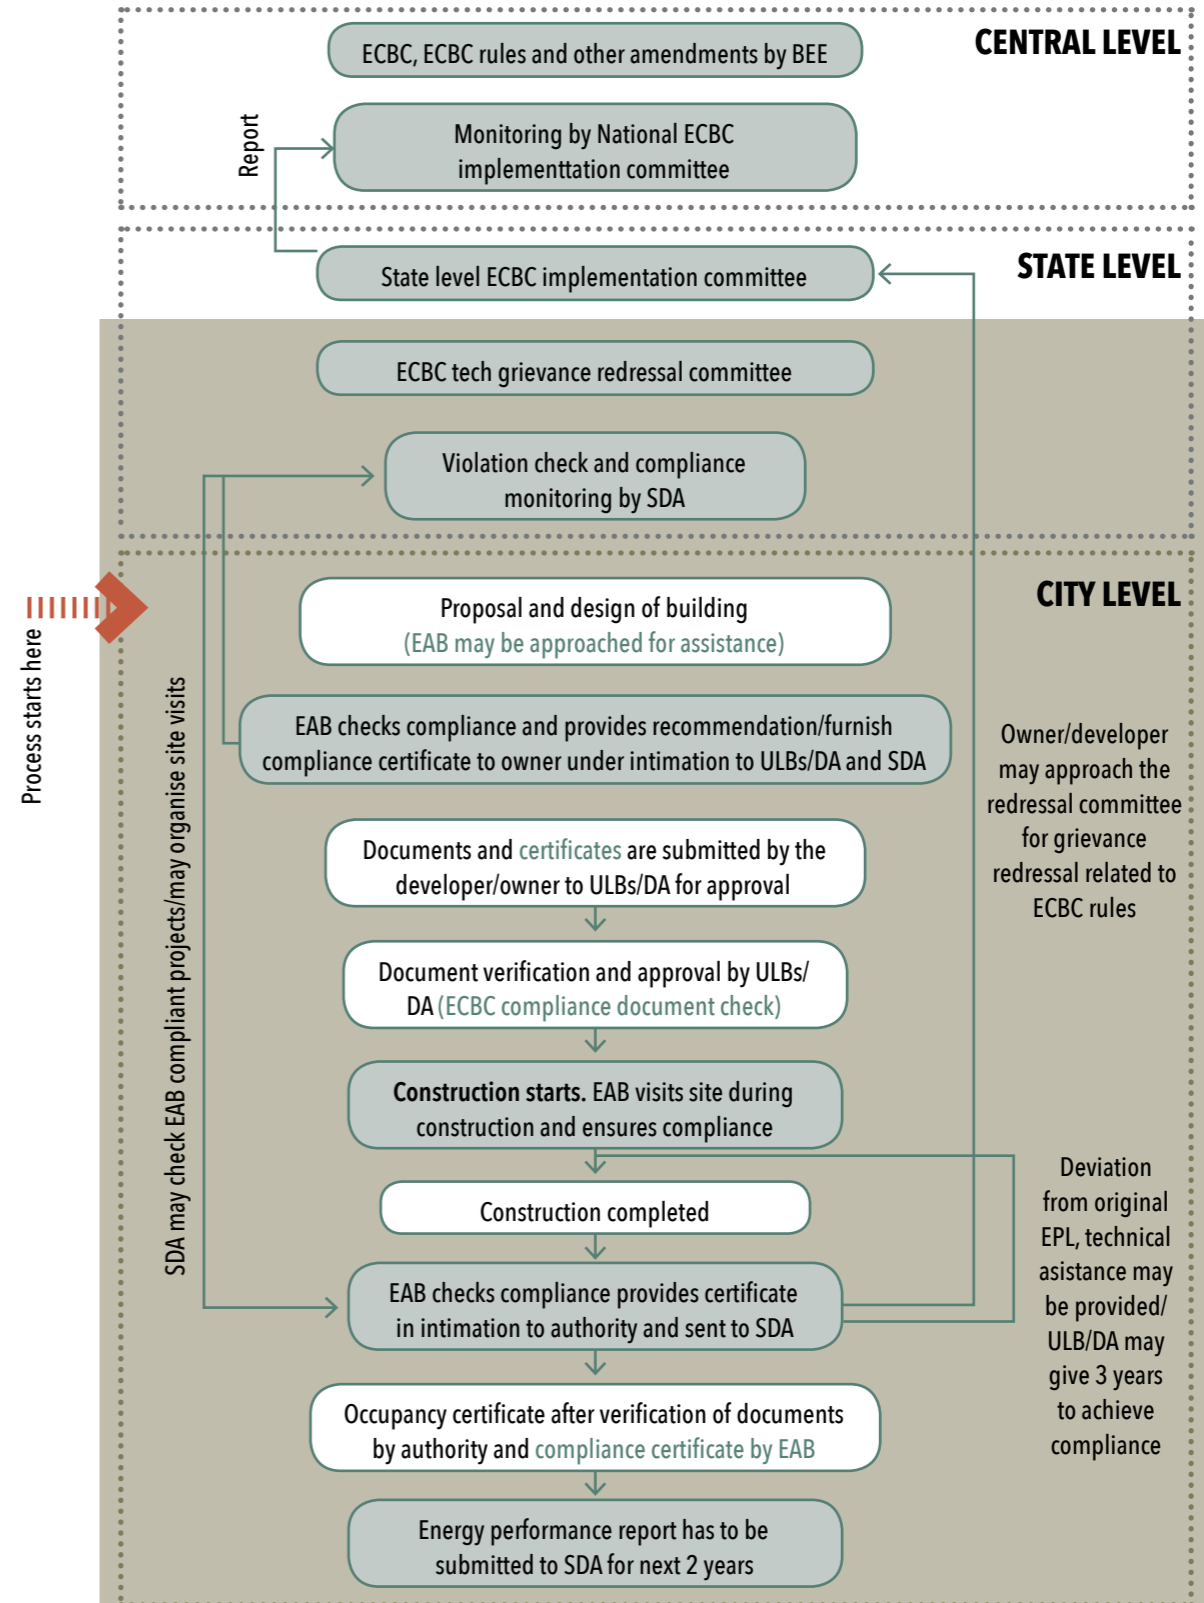 CENTRAL LEVEL
ECBC, ECBC rules and other amendments by BEE
Report
Monitoring by National ECBC
implementtation committee
STATE LEVEL
State level ECBC implementation committee
ECBC tech grievance redressal committee
Violation check and compliance
monitoring by SDA
CITY LEVEL
Process starts here
SDA may check EAB compliant projects/may organise site visits
Proposal and design of building
(EAB may be approached for assistance)
EAB checks compliance and provides recommendation/furnish
compliance certificate to owner under intimation to ULBs/DA and SDA
Owner/developer
may approach the
redressal committee
for grievance
redressal related to
ECBC rules
Documents and certificates are submitted by the
developer/owner to ULBs/DA for approval
Document verification and approval by ULBs/
DA (ECBC compliance document check)
Construction starts. EAB visits site during
construction and ensures compliance
Construction completed
Deviation
from original
EPL, technical
asistance may
be provided/
ULB/DA may
give 3 years
to achieve
compliance
EAB checks compliance provides certificate
in intimation to authority and sent to SDA
Occupancy certificate after verification of documents
by authority and compliance certificate by EAB
Energy performance report has to be
submitted to SDA for next 2 years